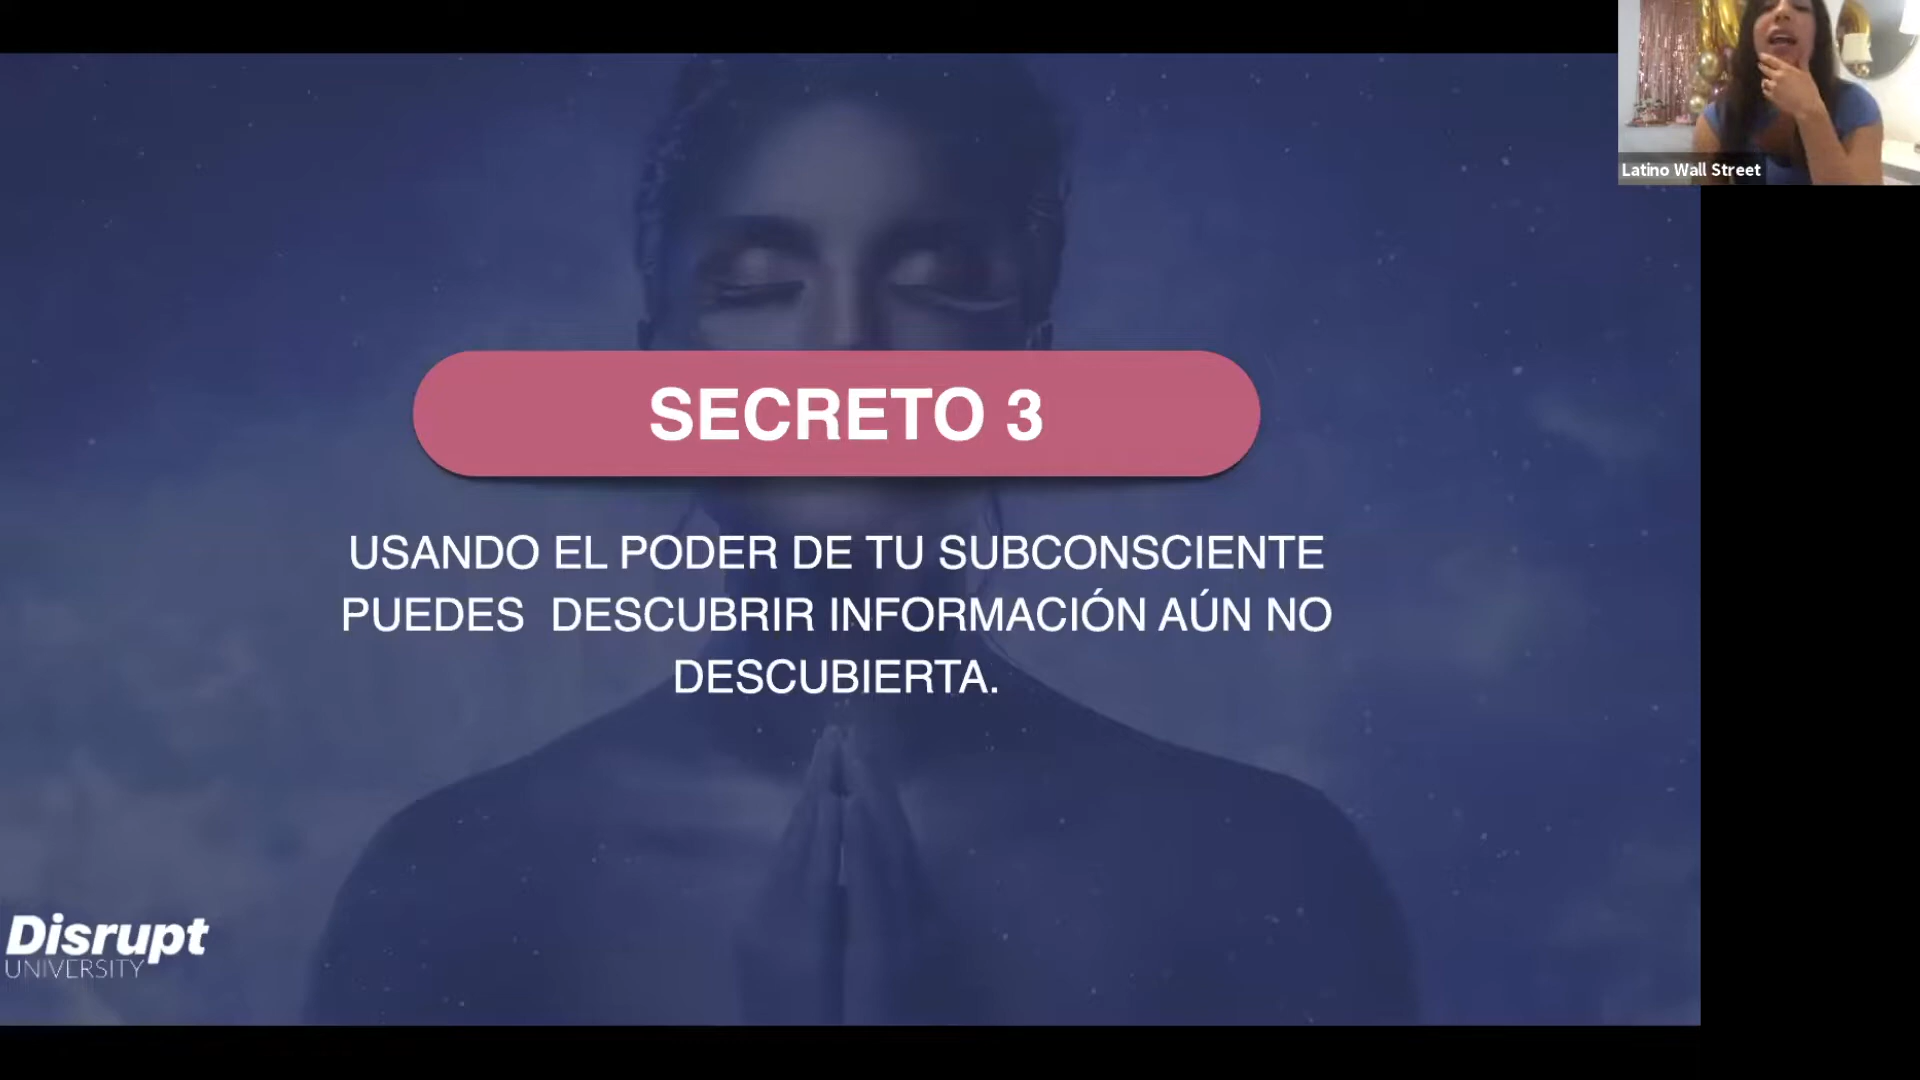 Latino Wall Street
SECRETO 3
USANDO EL PODER DE TU SUBCONSCIENTE
PUEDES DESCUBRIR INFORMACIÓN AÚN NO
DESCUBIERTA.
Disrupt
UNIVERSITY